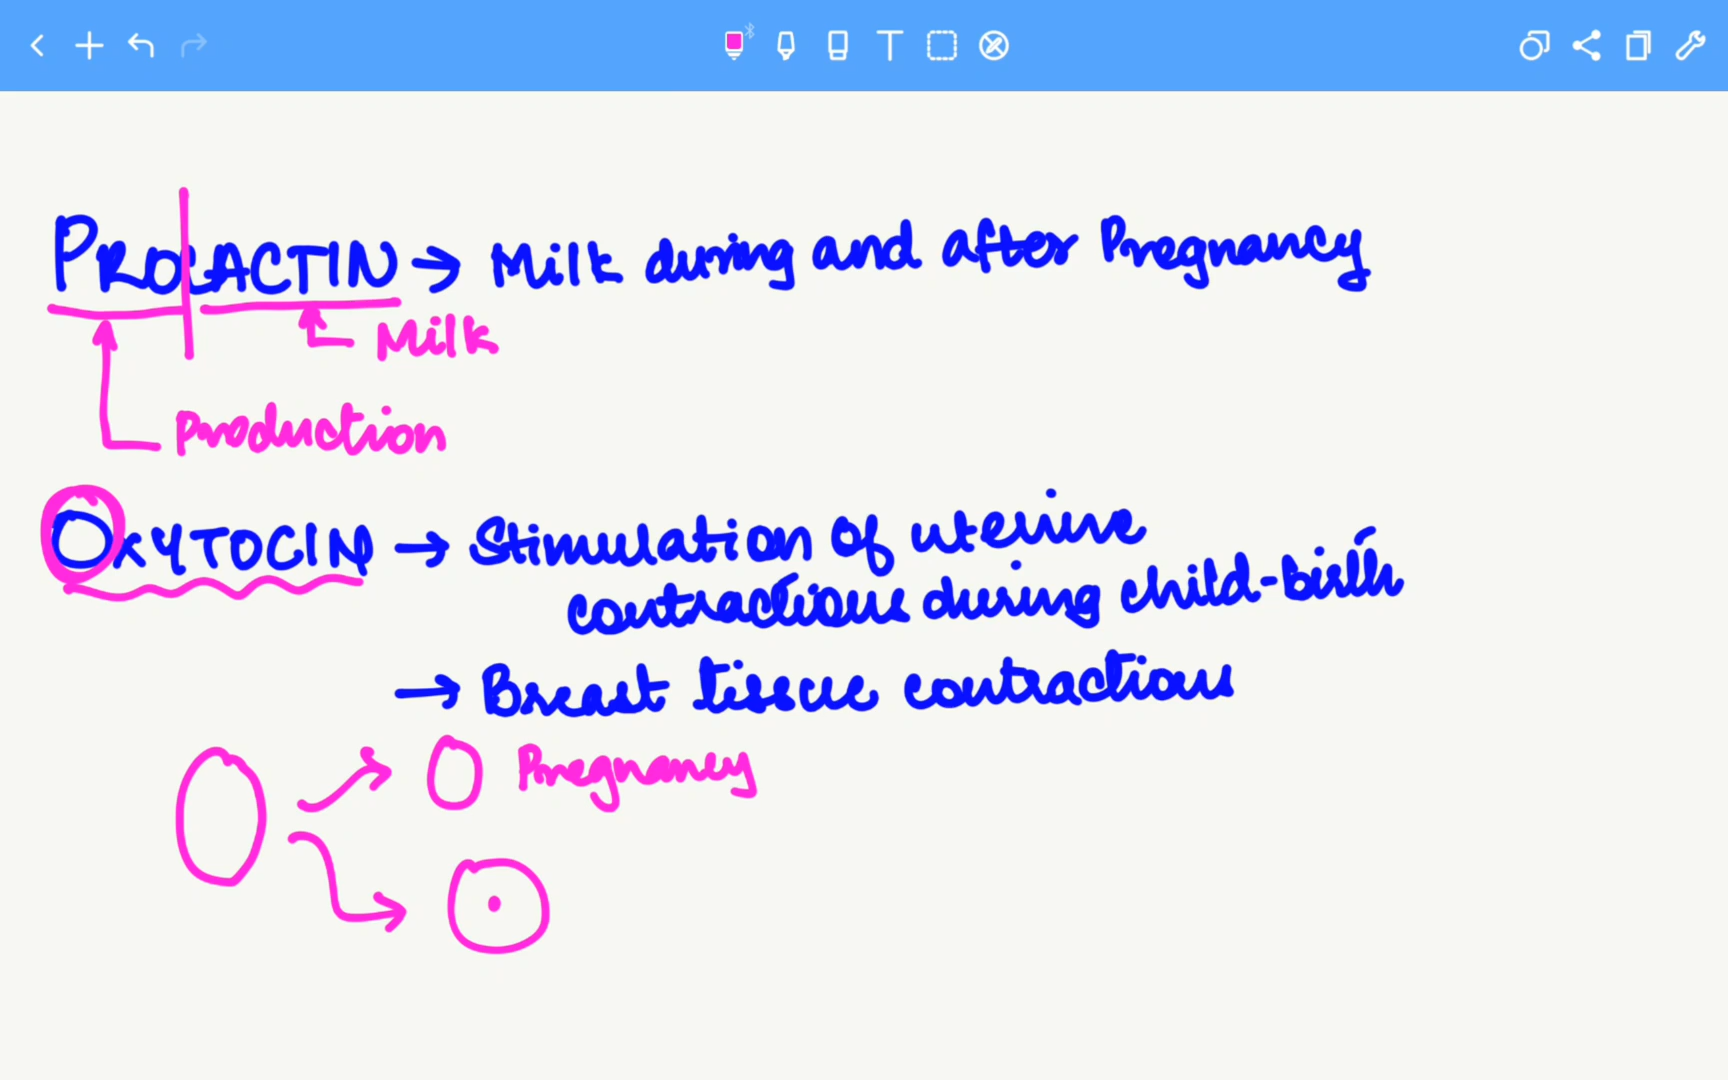 PROLACTIN → Milk during and after Pregnancy
Milk
Production
OXYTOCIN → Stimulation of uterine
contractions during child-birth
→ Breast tissue contractions
Pregnancy